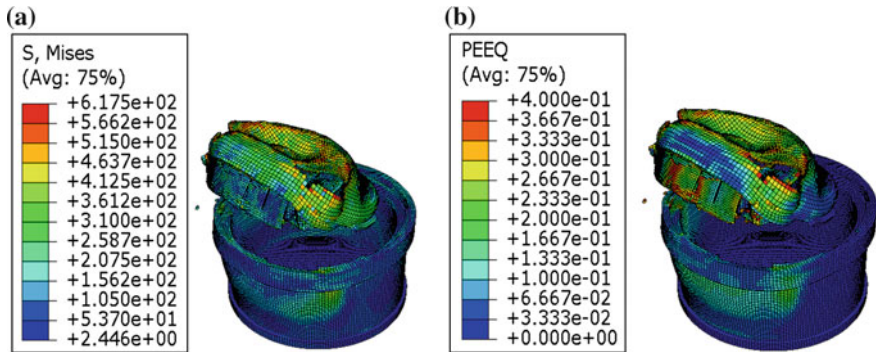 (a)
S, Mises
(Avg: 75%)
+6.175e+02
+5.662e+02
+5.150e+02
+4.637e+02
+4.125e+02
+3.612e+02
+3.100e+02
+2.587e+02
+2.075e+02
+1.562e+02
+1.050e+02
+5.370e+01
+2.446e+00
(b)
PEEQ
(Avg: 75%)
+4.000e-01
+3.667e-01
+3.333e-01
+3.000e-01
+2.667e-01
+2.333e-01
+2.000e-01
+1.667e-01
+1.333e-01
+1.000e-01
+6.667e-02
+3.333e-02
+0.000e+00